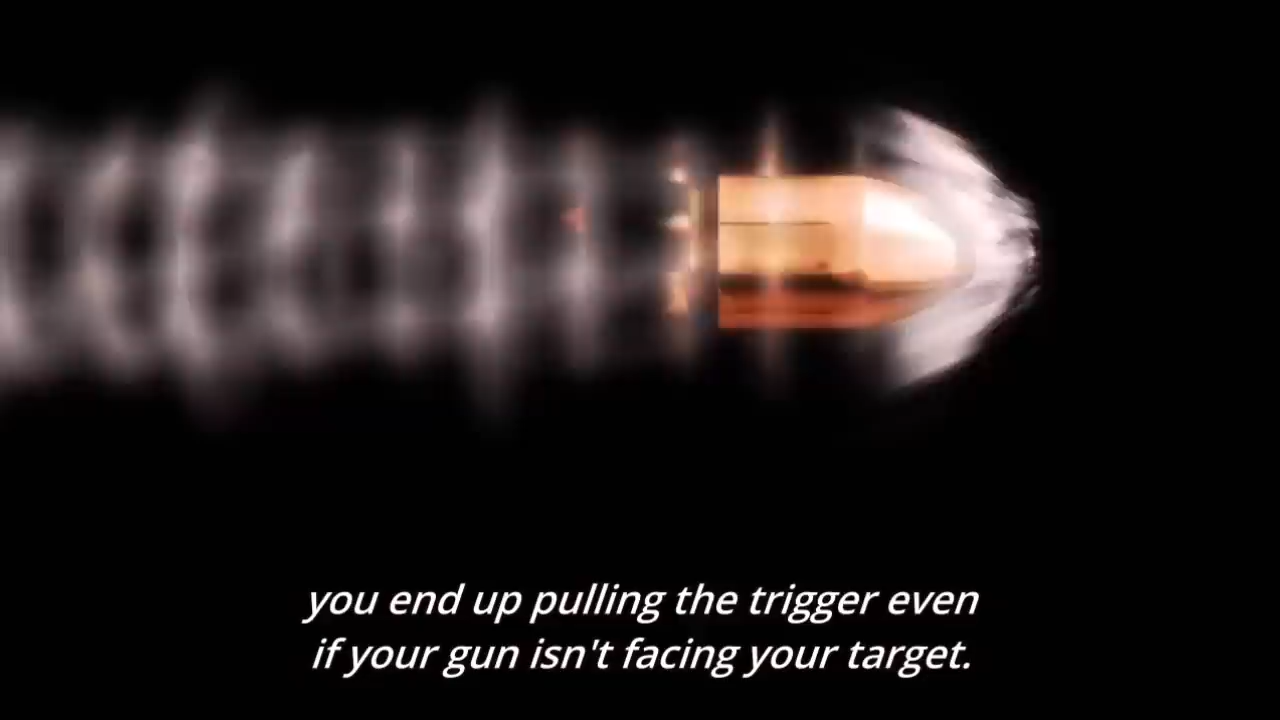 you end up pulling the trigger even
if your gun isn't facing your target.